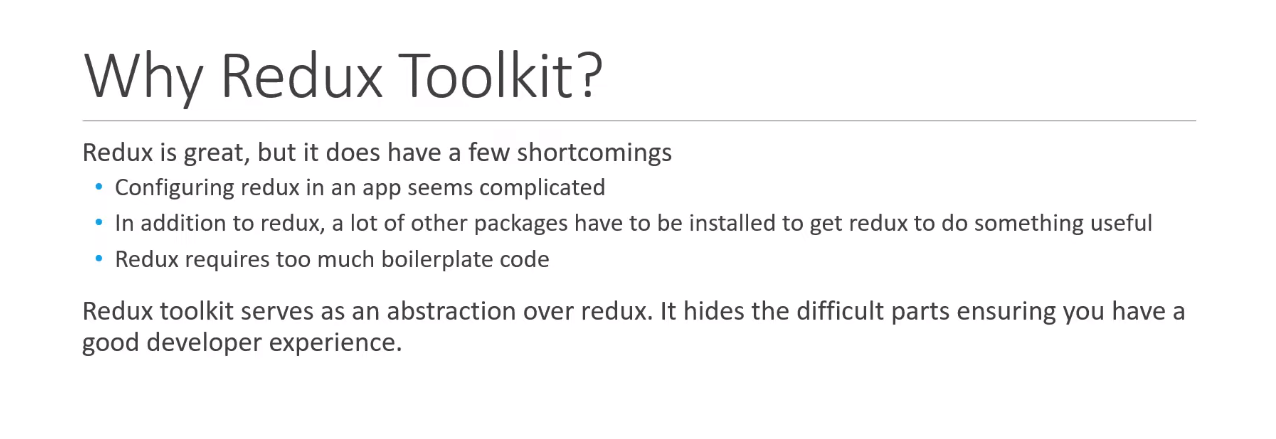 Why Redux Toolkit?
Redux is great, but it does have a few shortcomings
• Configuring redux in an app seems complicated
• In addition to redux, a lot of other packages have to be installed to get redux to do something useful
• Redux requires too much boilerplate code
Redux toolkit serves as an abstraction over redux. It hides the difficult parts ensuring you have a
good developer experience.